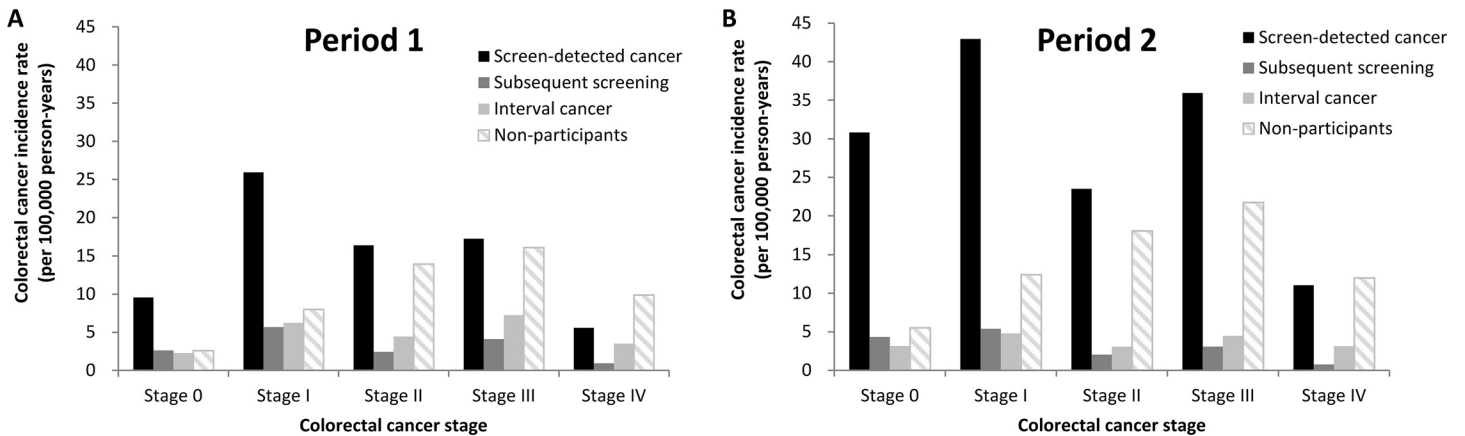 A
Period 1
Colorectal cancer incidence rate
(per 100,000 person-years)
45
40
35
30
25
20
15
10
5
0
Screen-detected cancer
Subsequent screening
Interval cancer
Non-participants
Stage 0
Stage I
Stage II
Stage III
Stage IV
Colorectal cancer stage
B
Period 2
Colorectal cancer incidence rate
(per 100,000 person-years)
45
40
35
30
25
20
15
10
5
0
Screen-detected cancer
Subsequent screening
Interval cancer
Non-participants
Stage 0
Stage I
Stage II
Stage III
Stage IV
Colorectal cancer stage